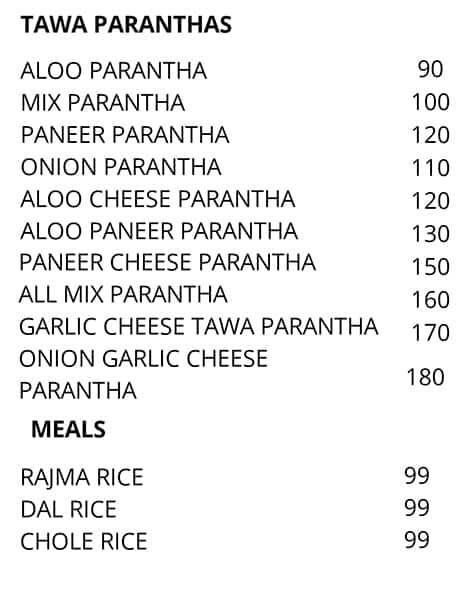 TAWA PARANTHAS
ALOO PARANTHA 90
MIX PARANTHA 100
PANEER PARANTHA 120
ONION PARANTHA 110
ALOO CHEESE PARANTHA 120
ALOO PANEER PARANTHA 130
PANEER CHEESE PARANTHA 150
ALL MIX PARANTHA 160
GARLIC CHEESE TAWA PARANTHA 170
ONION GARLIC CHEESE
PARANTHA 180
MEALS
RAJMA RICE 99
DAL RICE 99
CHOLE RICE 99